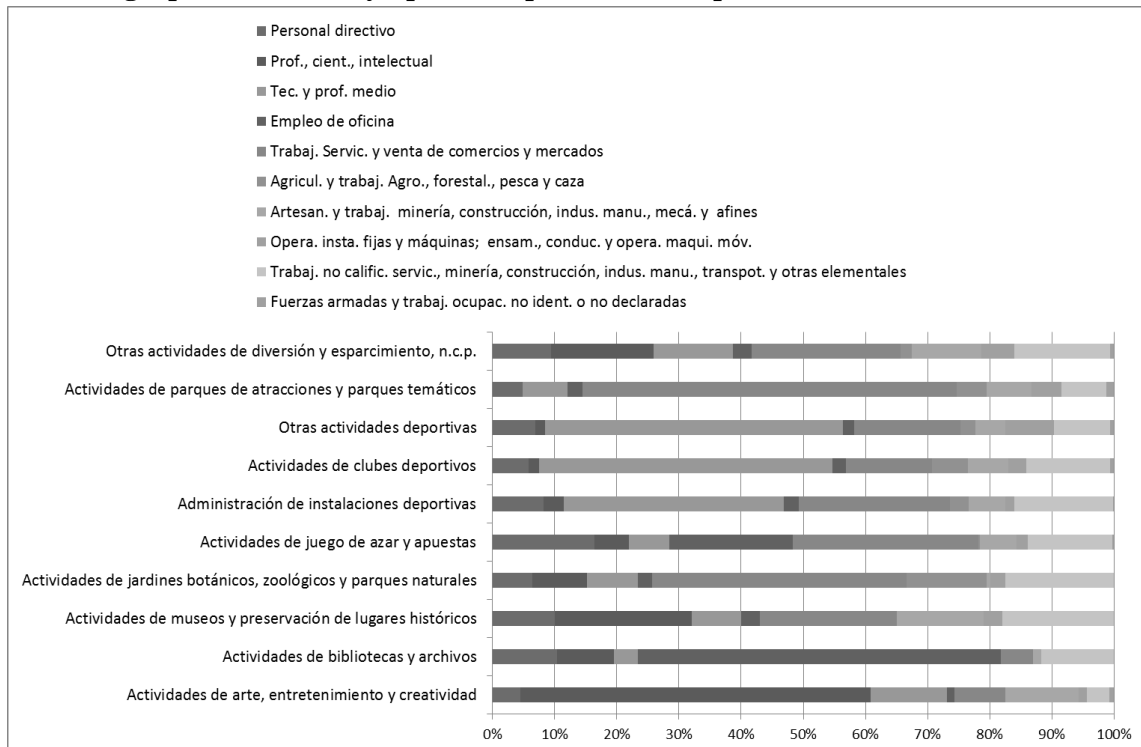 Personal directivo
Prof., cient., intelectual
Tec. y prof. medio
Empleo de oficina
Trabaj. Servic. y venta de comercios y mercados
Agricul. y trabaj. Agro., forestal., pesca y caza
Artesan. y trabaj. minería, construcción, indus. manu., mecá. y afines
Opera. insta. fijas y máquinas; ensam., conduc. y opera. maqui. móv.
Trabaj. no calific. servic., minería, construcción, indus. manu., transpot. y otras elementales
Fuerzas armadas y trabaj. ocupac. no ident. o no declaradas
Otras actividades de diversión y esparcimiento, n.c.p.
Actividades de parques de atracciones y parques temáticos
Otras actividades deportivas
Actividades de clubes deportivos
Administración de instalaciones deportivas
Actividades de juego de azar y apuestas
Actividades de jardines botánicos, zoológicos y parques naturales
Actividades de museos y preservación de lugares históricos
Actividades de bibliotecas y archivos
Actividades de arte, entretenimiento y creatividad
0% 10% 20% 30% 40% 50% 60% 70% 80% 90% 100%